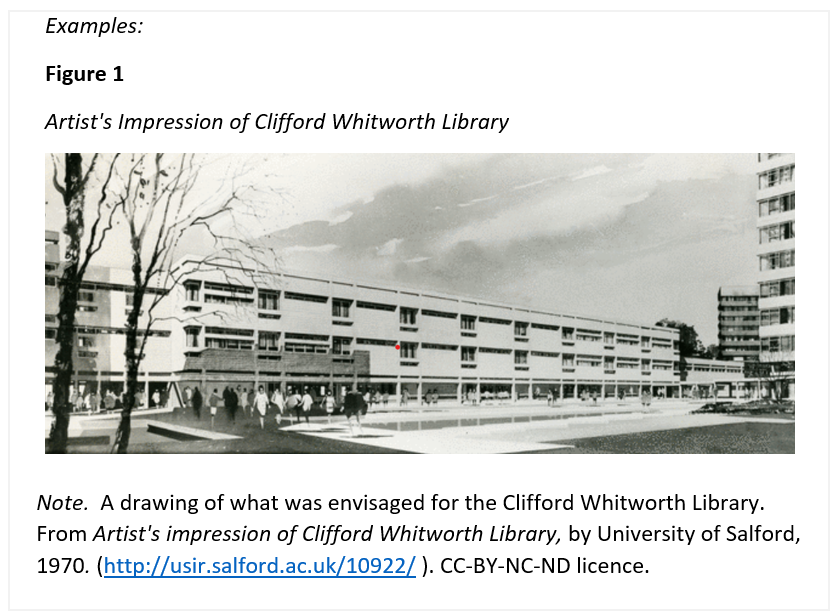 Examples:
Figure 1
Artist's Impression of Clifford Whitworth Library
Note.  A drawing of what was envisaged for the Clifford Whitworth Library.
From Artist's impression of Clifford Whitworth Library, by University of Salford,
1970. (http://usir.salford.ac.uk/10922/ ). CC-BY-NC-ND licence.